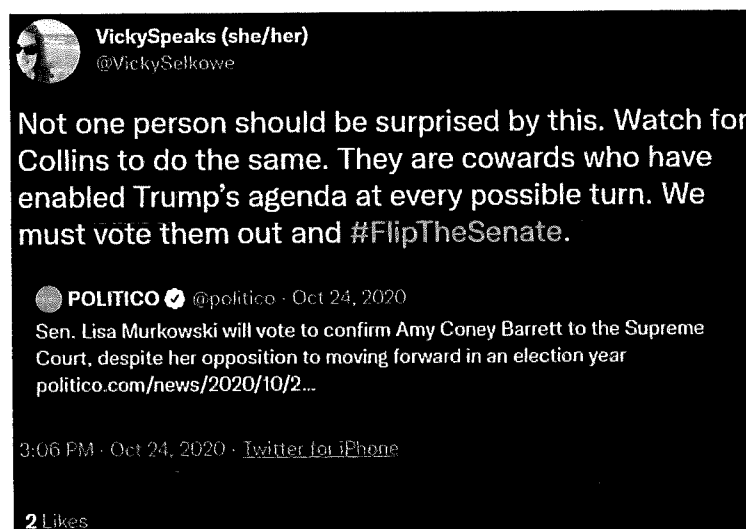 VickySpeaks (she/her)
@VickySelkowe
Not one person should be surprised by this. Watch for
Collins to do the same. They are cowards who have
enabled Trump's agenda at every possible turn. We
must vote them out and #FlipTheSenate.
POLITICO @politico · Oct 24, 2020
Sen. Lisa Murkowski will vote to confirm Amy Coney Barrett to the Supreme
Court, despite her opposition to moving forward in an election year
politico.com/news/2020/10/2...
3:06 PM · Oct 24, 2020 · Twitter for iPhone
2 Likes